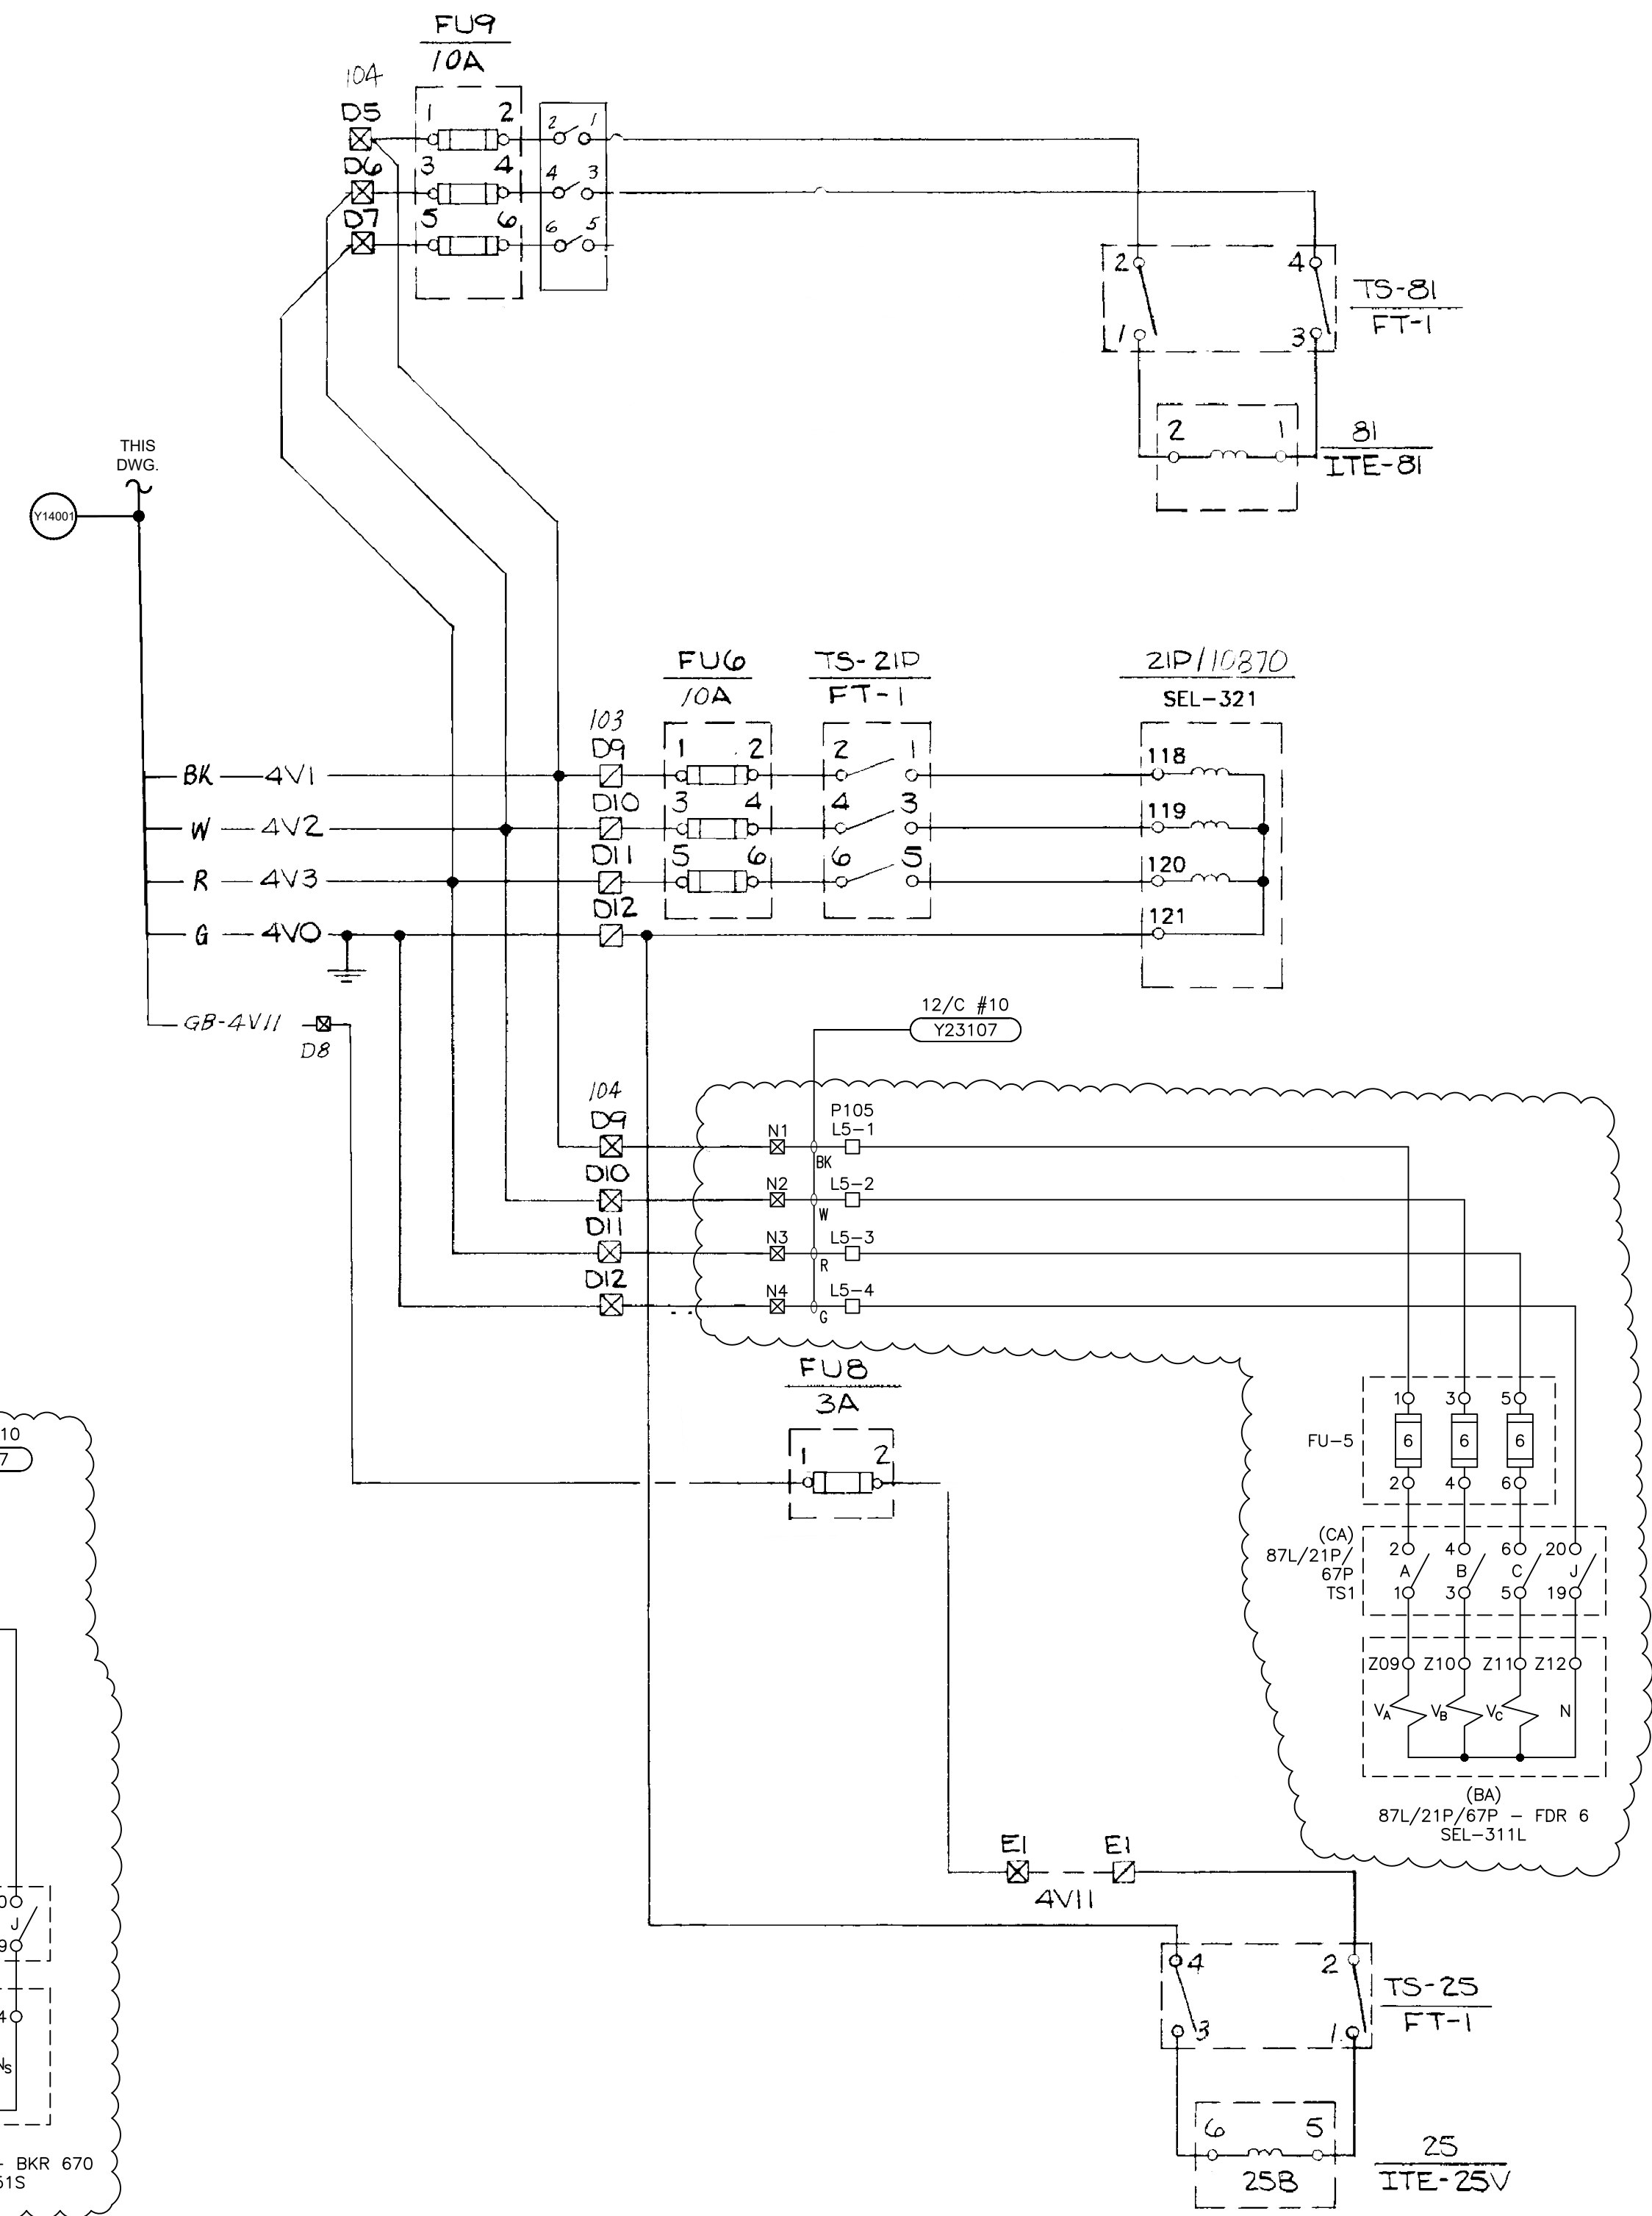 FU9
10A
104
D5
1 2
2 1
D6
3 4
4 3
D7
5 6
6 5
2 4
TS-81
FT-1
1 3
2 1
81
ITE-81
THIS
DWG.
Y14001
FU6
10A
TS-21P
FT-1
21P/10870
SEL-321
103
D9
1 2
2 1
118
BK 4V1
D10
3 4
4 3
119
W 4V2
D11
5 6
6 5
120
R 4V3
D12
121
G 4V0
GB-4V11
D8
12/C #10
Y23107
104
D9
N1
P105
L5-1
BK
D10
N2
L5-2
W
D11
N3
L5-3
R
D12
N4
L5-4
G
FU8
3A
1 2
1 3 5
FU-5
6 6 6
2 4 6
(CA)
87L/21P/
67P
TS1
2 4 6 20
A B C J
1 3 5 19
Z09 Z10 Z11 Z12
VA VB VC N
(BA)
87L/21P/67P - FDR 6
SEL-311L
E1 E1
4V11
4 2
TS-25
FT-1
3 1
6 5
25B
25
ITE-25V
10
7
0
J
9
4
NS
- BKR 670
51S